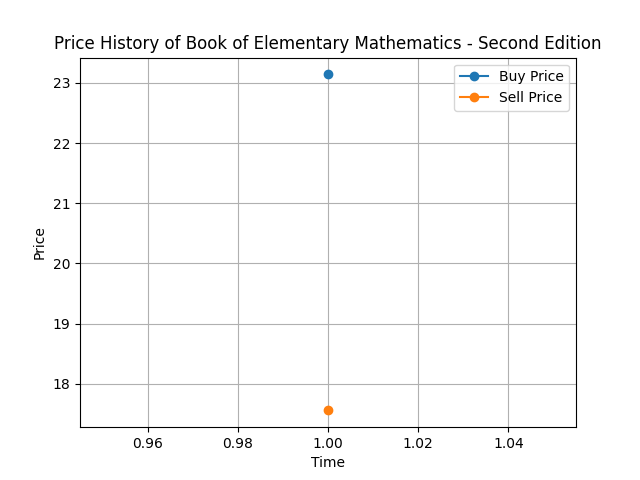 Price History of Book of Elementary Mathematics - Second Edition
Buy Price
Sell Price
23
22
21
20
19
18
Price
0.96 0.98 1.00 1.02 1.04
Time